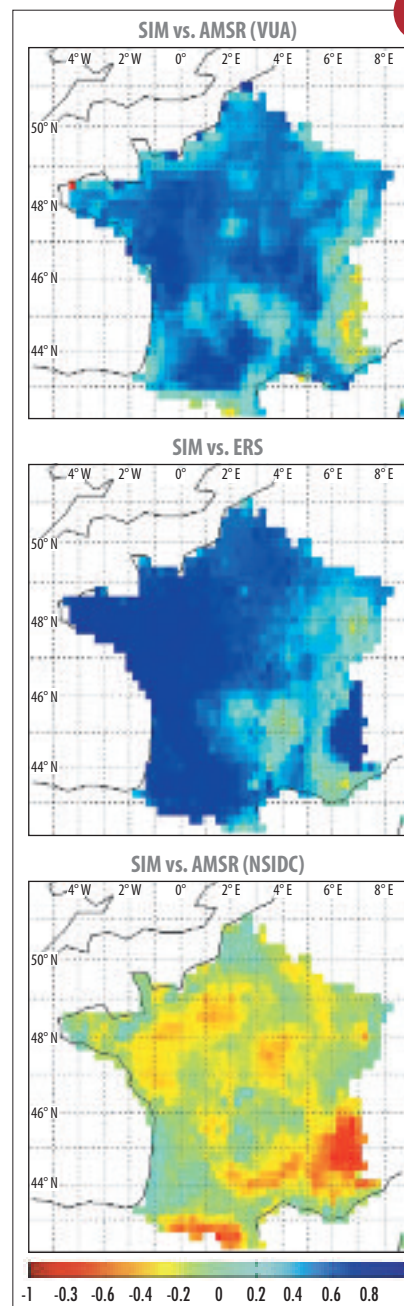 SIM vs. AMSR (VUA)
4° W 2° W 0° 2° E 4° E 6° E 8°
50° N
48° N
46° N
44° N
SIM vs. ERS
4° W 2° W 0° 2° E 4° E 6° E 8° E
50° N
48° N
46° N
44° N
SIM vs. AMSR (NSIDC)
4° W 2° W 0° 2° E 4° E 6° E 8° E
50° N
48° N
46° N
44° N
-1 -0.3 -0.6 -0.4 -0.2 0 0.2 0.4 0.6 0.8